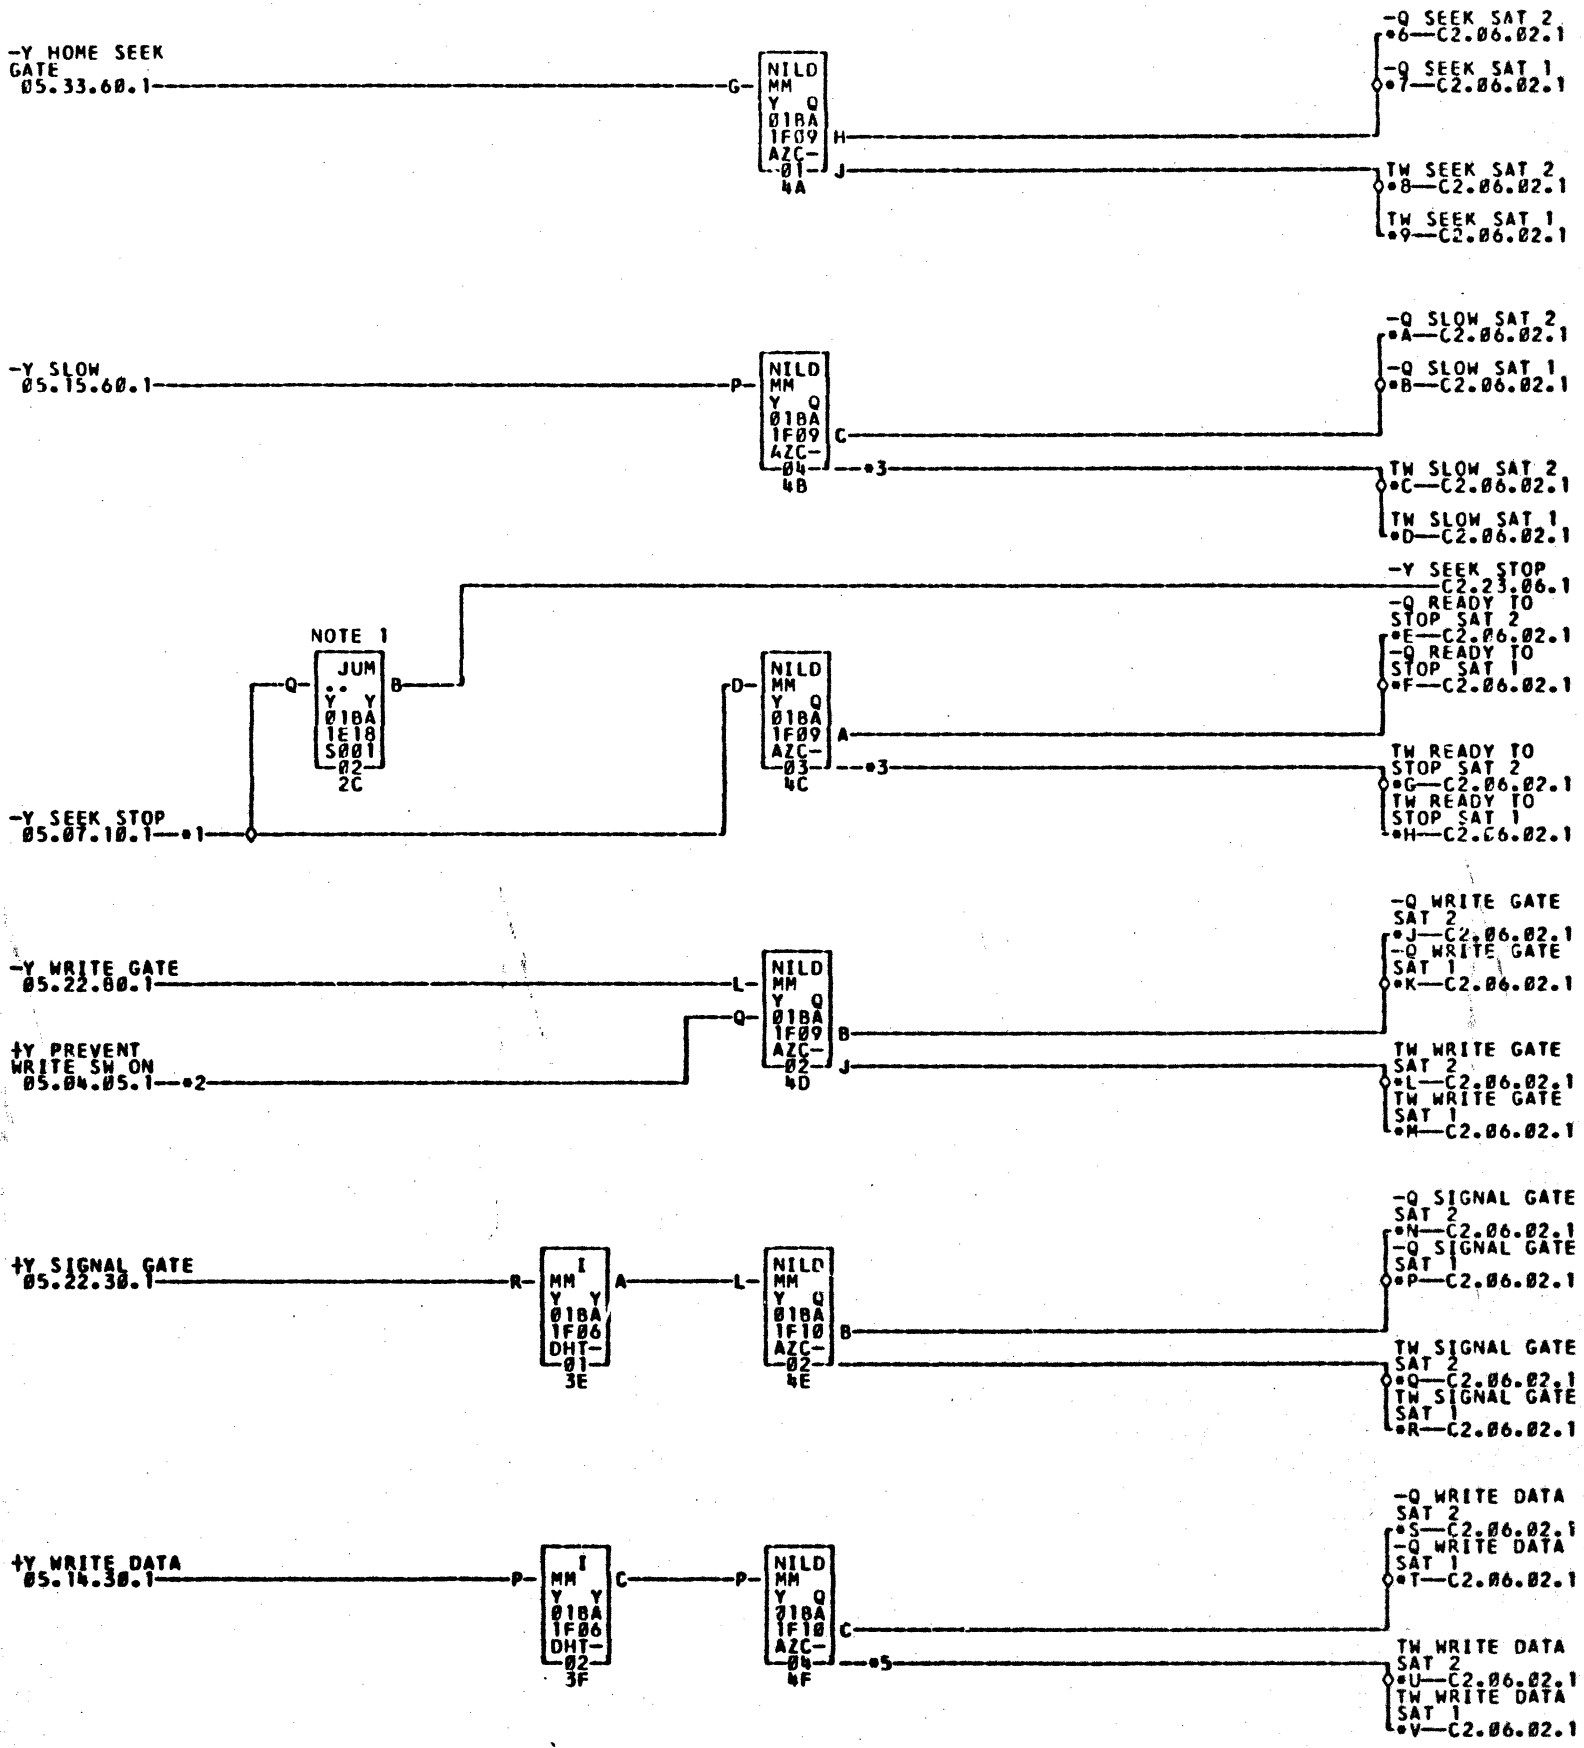 -Y HOME SEEK
GATE
05.33.60.1
G
NILD
MM
Y Q
01BA
1F09
AZC-
01
4A
H
J
-Q SEEK SAT 2
*6—C2.06.02.1
-Q SEEK SAT 1
*7—C2.06.02.1
TW SEEK SAT 2
*8—C2.06.02.1
TW SEEK SAT 1
*9—C2.06.02.1
-Y SLOW
05.15.60.1
P
NILD
MM
Y Q
01BA
1F09
AZC-
04
4B
C
*3
-Q SLOW SAT 2
*A—C2.06.02.1
-Q SLOW SAT 1
*B—C2.06.02.1
TW SLOW SAT 2
*C—C2.06.02.1
TW SLOW SAT 1
*D—C2.06.02.1
-Y SEEK STOP
C2.23.06.1
NOTE 1
Q
JUM
..
Y Y
01BA
1E18
S001
02
2C
B
-Y SEEK STOP
05.07.10.1—*1
D
NILD
MM
Y Q
01BA
1F09
AZC-
03
4C
A
*3
-Q READY TO
STOP SAT 2
*E—C2.06.02.1
-Q READY TO
STOP SAT 1
*F—C2.06.02.1
TW READY TO
STOP SAT 2
*G—C2.06.02.1
TW READY TO
STOP SAT 1
*H—C2.06.02.1
-Y WRITE GATE
05.22.80.1
+Y PREVENT
WRITE SW ON
05.04.05.1—*2
L
Q
NILD
MM
Y Q
01BA
1F09
AZC-
02
4D
B
J
-Q WRITE GATE
SAT 2
*J—C2.06.02.1
-Q WRITE GATE
SAT 1
*K—C2.06.02.1
TW WRITE GATE
SAT 2
*L—C2.06.02.1
TW WRITE GATE
SAT 1
*M—C2.06.02.1
+Y SIGNAL GATE
05.22.30.1
R
I
MM
Y Y
01BA
1F06
DHT-
01
3E
A
L
NILD
MM
Y Q
01BA
1F10
AZC-
02
4E
B
-Q SIGNAL GATE
SAT 2
*N—C2.06.02.1
-Q SIGNAL GATE
SAT 1
*P—C2.06.02.1
TW SIGNAL GATE
SAT 2
*Q—C2.06.02.1
TW SIGNAL GATE
SAT 1
*R—C2.06.02.1
+Y WRITE DATA
05.14.30.1
P
I
MM
Y Y
01BA
1F06
DHT-
02
3F
C
P
NILD
MM
Y Q
01BA
1F10
AZC-
04
4F
C
*5
-Q WRITE DATA
SAT 2
*S—C2.06.02.1
-Q WRITE DATA
SAT 1
*T—C2.06.02.1
TW WRITE DATA
SAT 2
*U—C2.06.02.1
TW WRITE DATA
SAT 1
*V—C2.06.02.1